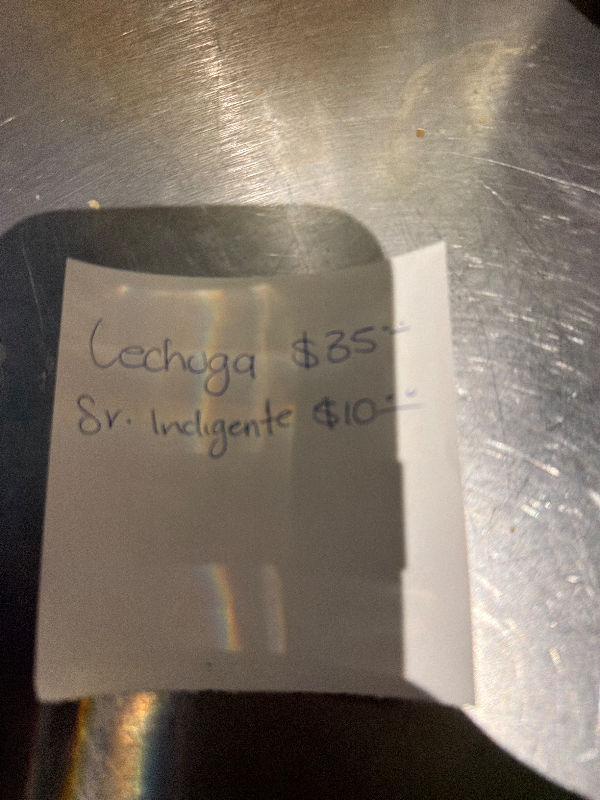 Lechuga $35.--
Sr. Indigente $10.--